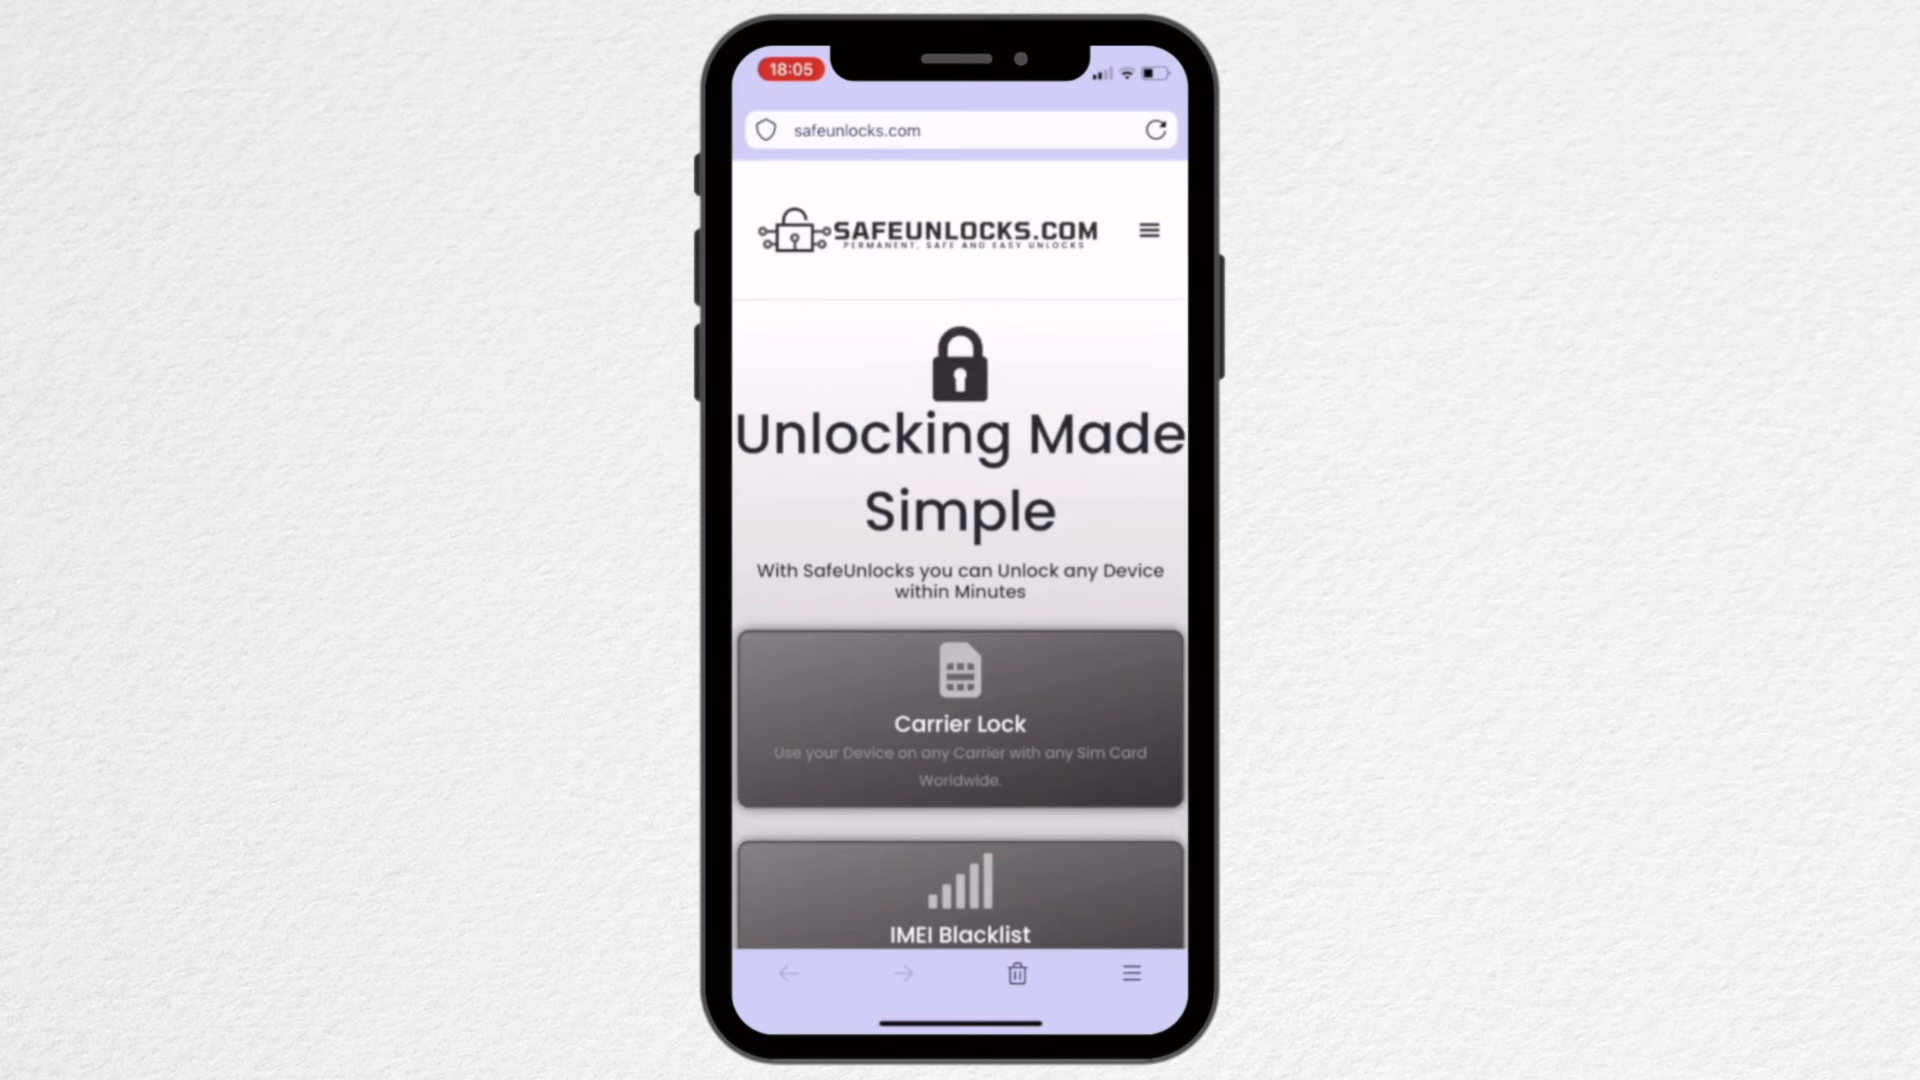 18:05
safeunlocks.com
SAFEUNLOCKS.COM
PERMANENT, SAFE AND EASY UNLOCKS
Unlocking Made
Simple
With SafeUnlocks you can Unlock any Device
within Minutes
Carrier Lock
Use your Device on any Carrier with any Sim Card
Worldwide.
IMEI Blacklist